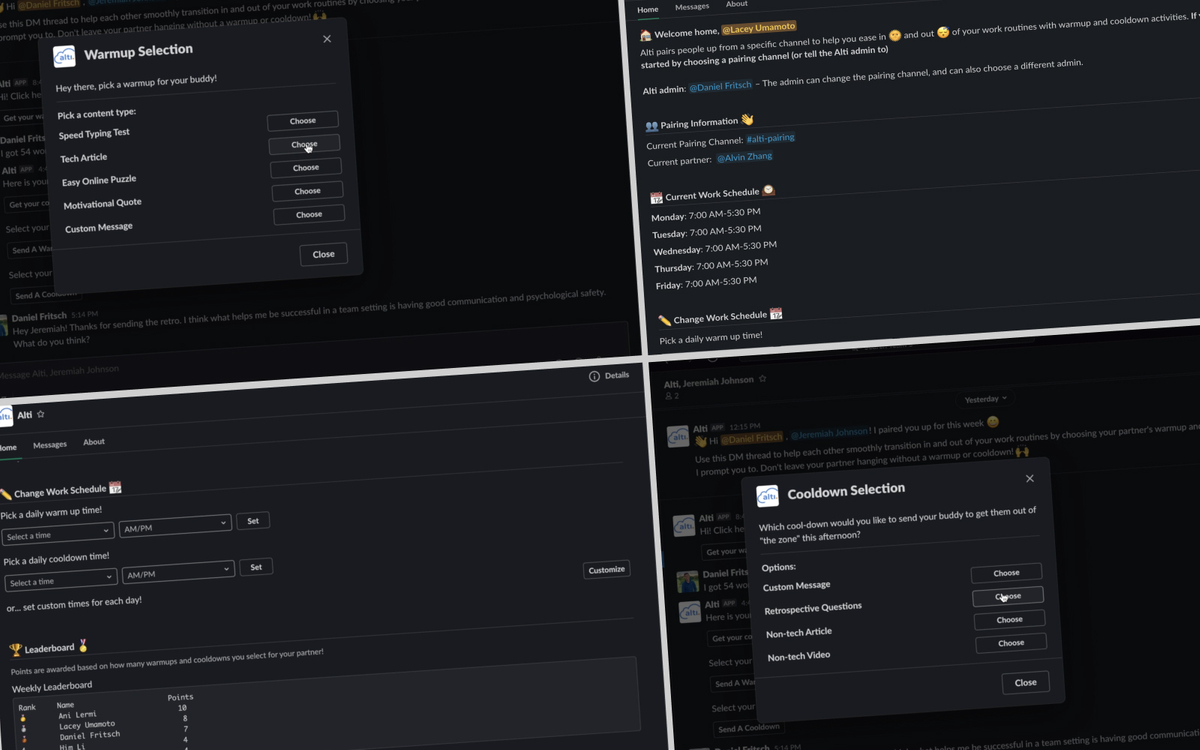 Hi @Daniel Fritsch ,
Use this DM thread to help each other smoothly transition in and out of your work routines by choosing your
prompt you to. Don't leave your partner hanging without a warmup or cooldown!
alti
Warmup Selection
Hey there, pick a warmup for your buddy!
Pick a content type:
Speed Typing Test
Choose
Tech Article
Choose
Easy Online Puzzle
Choose
Motivational Quote
Choose
Custom Message
Choose
Close
Alti APP
Hi! Click he
Get your w
Daniel Frits
I got 54 wo
Alti APP
Here is you
Get your co
Select your
Send A Wa
Select your
Send A Cool
Daniel Fritsch 5:14 PM
Hey Jeremiah! Thanks for sending the retro. I think what helps me be successful in a team setting is having good communication and psychological safety.
What do you think?
Message Alti, Jeremiah Johnson
Home Messages About
Welcome home, @Lacey Umamoto
Alti pairs people up from a specific channel to help you ease in and out of your work routines with warmup and cooldown activities. If
started by choosing a pairing channel (or tell the Alti admin to)
Alti admin: @Daniel Fritsch – The admin can change the pairing channel, and can also choose a different admin.
Pairing Information
Current Pairing Channel: #alti-pairing
Current partner: @Alvin Zhang
Current Work Schedule
Monday: 7:00 AM-5:30 PM
Tuesday: 7:00 AM-5:30 PM
Wednesday: 7:00 AM-5:30 PM
Thursday: 7:00 AM-5:30 PM
Friday: 7:00 AM-5:30 PM
Change Work Schedule
Pick a daily warm up time!
Details
alti
Alti
Home Messages About
Change Work Schedule
Pick a daily warm up time!
Select a time AM/PM Set
Pick a daily cooldown time!
Select a time AM/PM Set
or... set custom times for each day!
Customize
Leaderboard
Points are awarded based on how many warmups and cooldowns you select for your partner!
Weekly Leaderboard
Rank Name Points
Ani Lermi 10
Lacey Umamoto 8
Daniel Fritsch 7
Him Li 4
Alti, Jeremiah Johnson
2
Yesterday
Alti APP 12:15 PM
Hi @Daniel Fritsch , @Jeremiah Johnson! I paired you up for this week
Use this DM thread to help each other smoothly transition in and out of your work routines by choosing your partner's warmup and
I prompt you to. Don't leave your partner hanging without a warmup or cooldown!
alti
Cooldown Selection
Which cool-down would you like to send your buddy to get them out of
"the zone" this afternoon?
Options:
Custom Message
Choose
Retrospective Questions
Choose
Non-tech Article
Choose
Non-tech Video
Choose
Close
Alti APP
Hi! Click he
Get your w
Daniel Frits
I got 54 wo
Alti APP
Here is you
Get your co
Select your
Send A Wa
Select your
Send A Cooldown
Daniel Fritsch 5:14 PM
what helps me be successful in a team setting is having good communicat